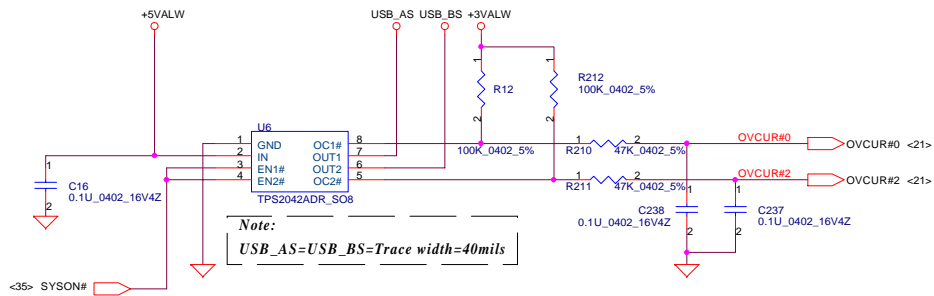 +5VALW
USB_AS USB_BS +3VALW
1 1
R12
R212
100K_0402_5%
2 2
U6
1 GND OC1# 8
2 IN OUT1 7
3 EN1# OUT2 6
4 EN2# OC2# 5
TPS2042ADR_SO8
100K_0402_5%
1 2
R210 47K_0402_5%
OVCUR#0
OVCUR#0 <21>
1 2
R211 47K_0402_5%
OVCUR#2
OVCUR#2 <21>
1
C16
0.1U_0402_16V4Z
2
1 1
C238
0.1U_0402_16V4Z
2
C237
0.1U_0402_16V4Z
2
Note:
USB_AS=USB_BS=Trace width=40mils
<35> SYSON#